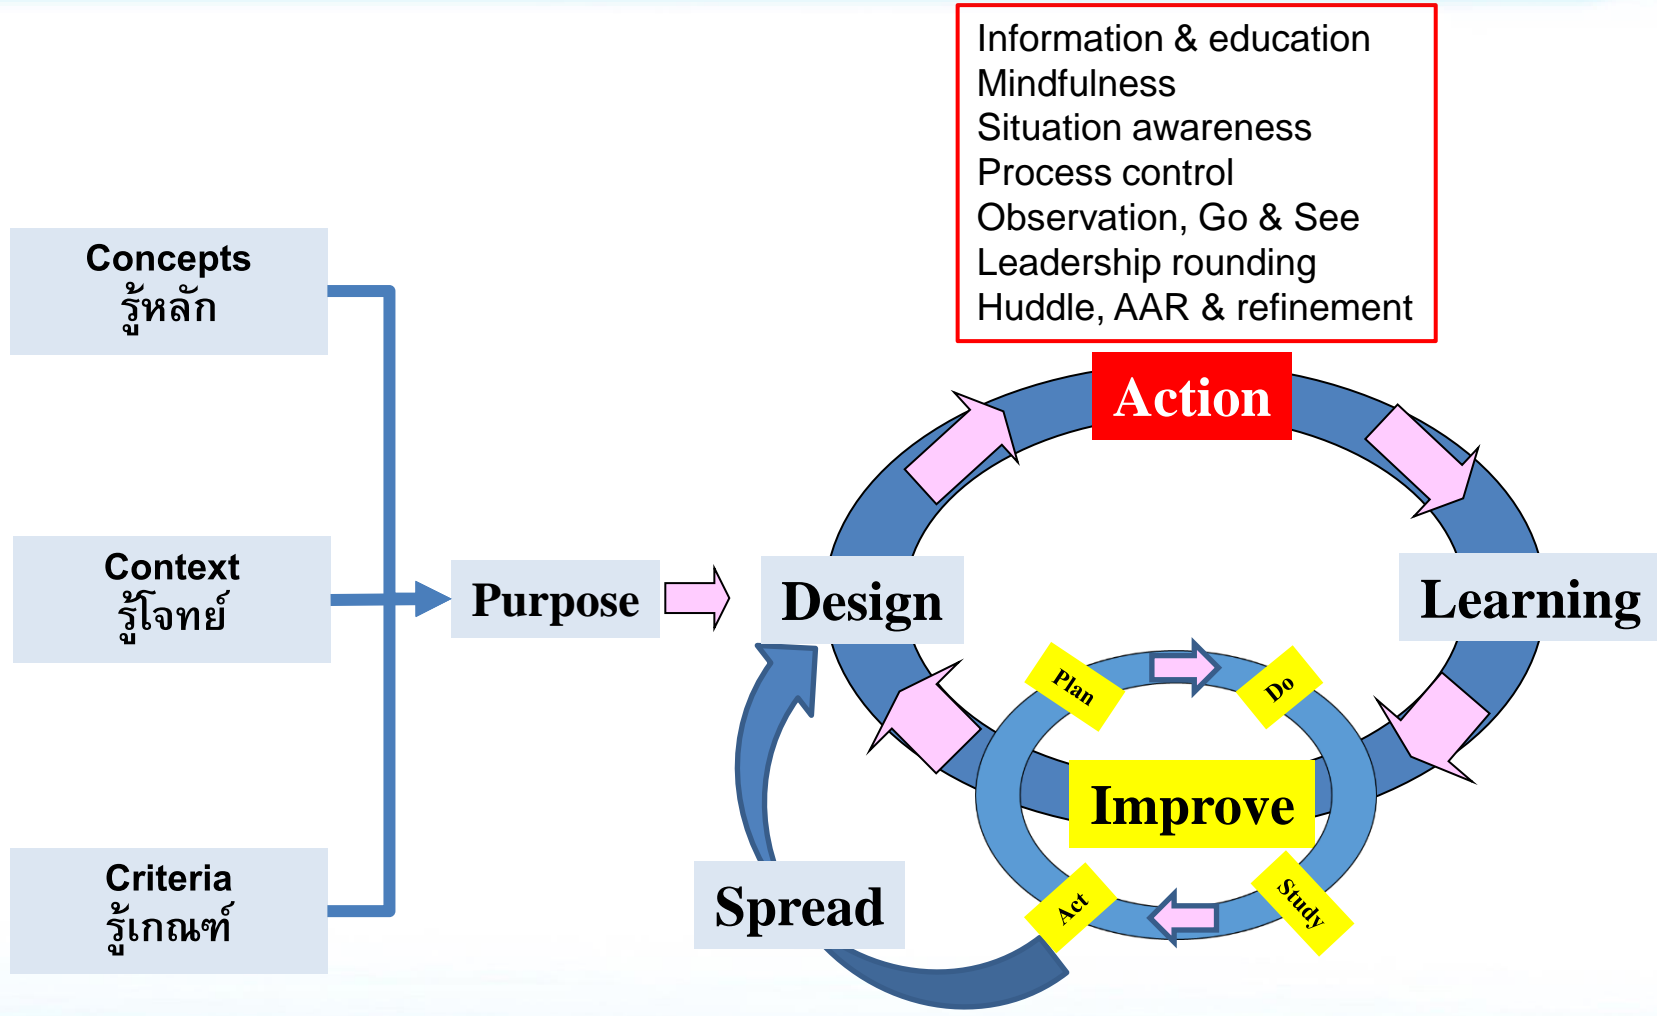 Information & education
Mindfulness
Situation awareness
Process control
Observation, Go & See
Leadership rounding
Huddle, AAR & refinement
Concepts
รู้หลัก
Action
Context
รู้โจทย์
Purpose
Design
Learning
Plan
Do
Improve
Criteria
รู้เกณฑ์
Spread
Act
Study